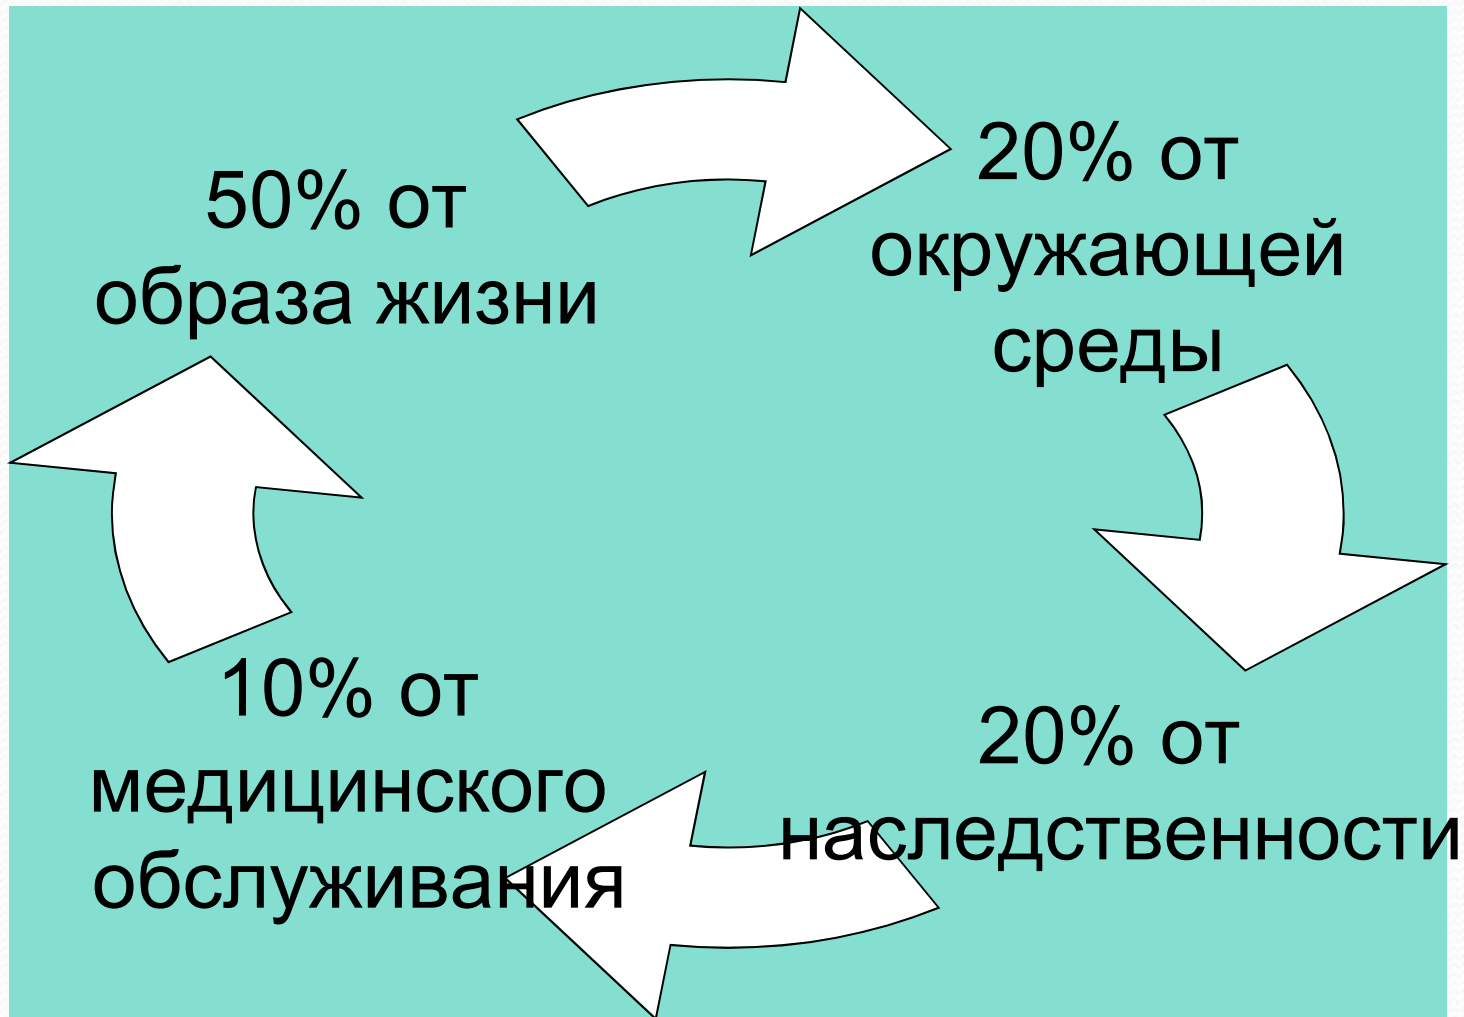 50% от
образа жизни
20% от
окружающей
среды
20% от
наследственности
10% от
медицинского
обслуживания